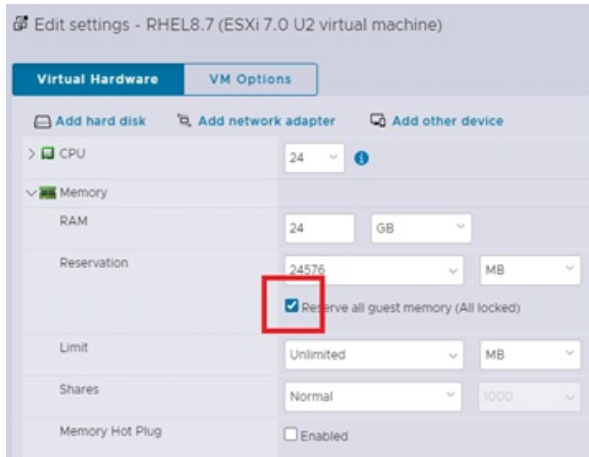 Edit settings - RHEL8.7 (ESXi 7.0 U2 virtual machine)
Virtual Hardware VM Options
Add hard disk Add network adapter Add other device
CPU 24
Memory
RAM 24 GB
Reservation 24576 MB
Reserve all guest memory (All locked)
Limit Unlimited MB
Shares Normal 1000
Memory Hot Plug Enabled